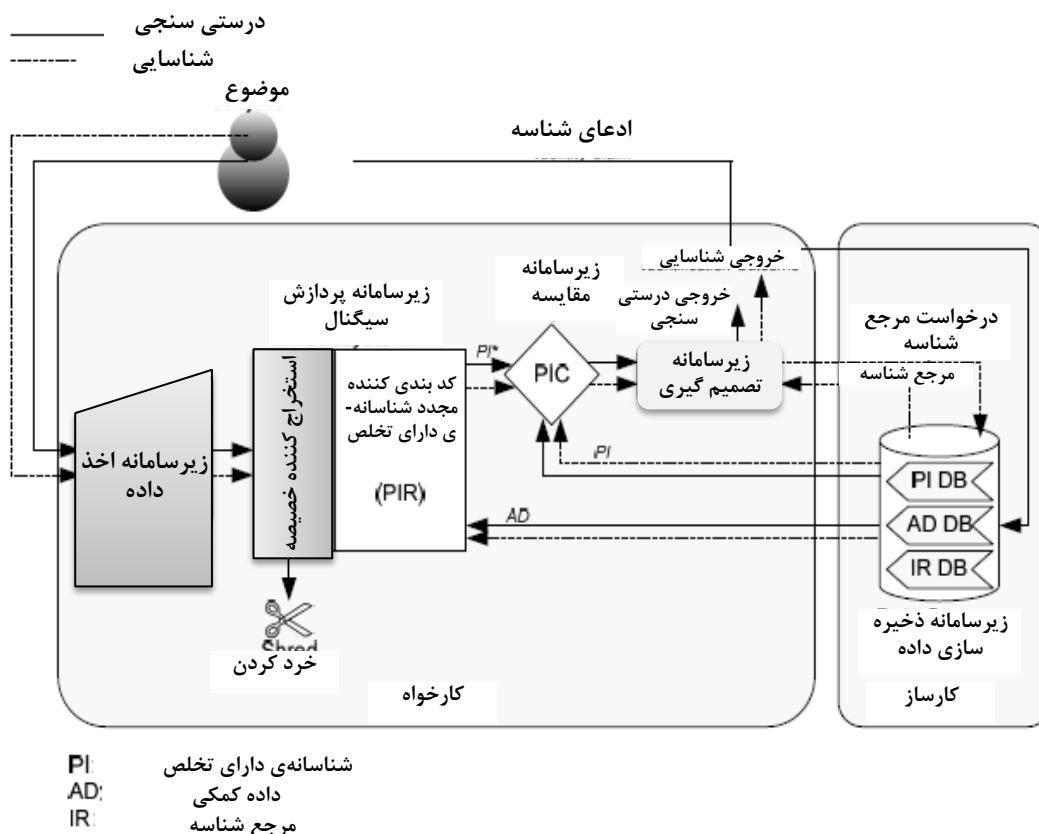 درستی سنجی
شناسایی
موضوع
ادعای شناسه
خروجی شناسایی
خروجی درستی
سنجی
زیرسامانه
مقایسه
زیرسامانه پردازش
سیگنال
درخواست مرجع
شناسه
مرجع شناسه
PI*
PIC
زیرسامانه
تصمیم گیری
استخراج کننده خصیصه
کد بندی کننده
مجدد شناسانه-
ی دارای تخلص
(PIR)
زیرسامانه اخذ
داده
PI
AD
PI DB
AD DB
IR DB
Shred
خرد کردن
زیرسامانه ذخیره
سازی داده
کارخواه
کارساز
PI: شناسانه‌ی دارای تخلص
AD: داده کمکی
IR: مرجع شناسه